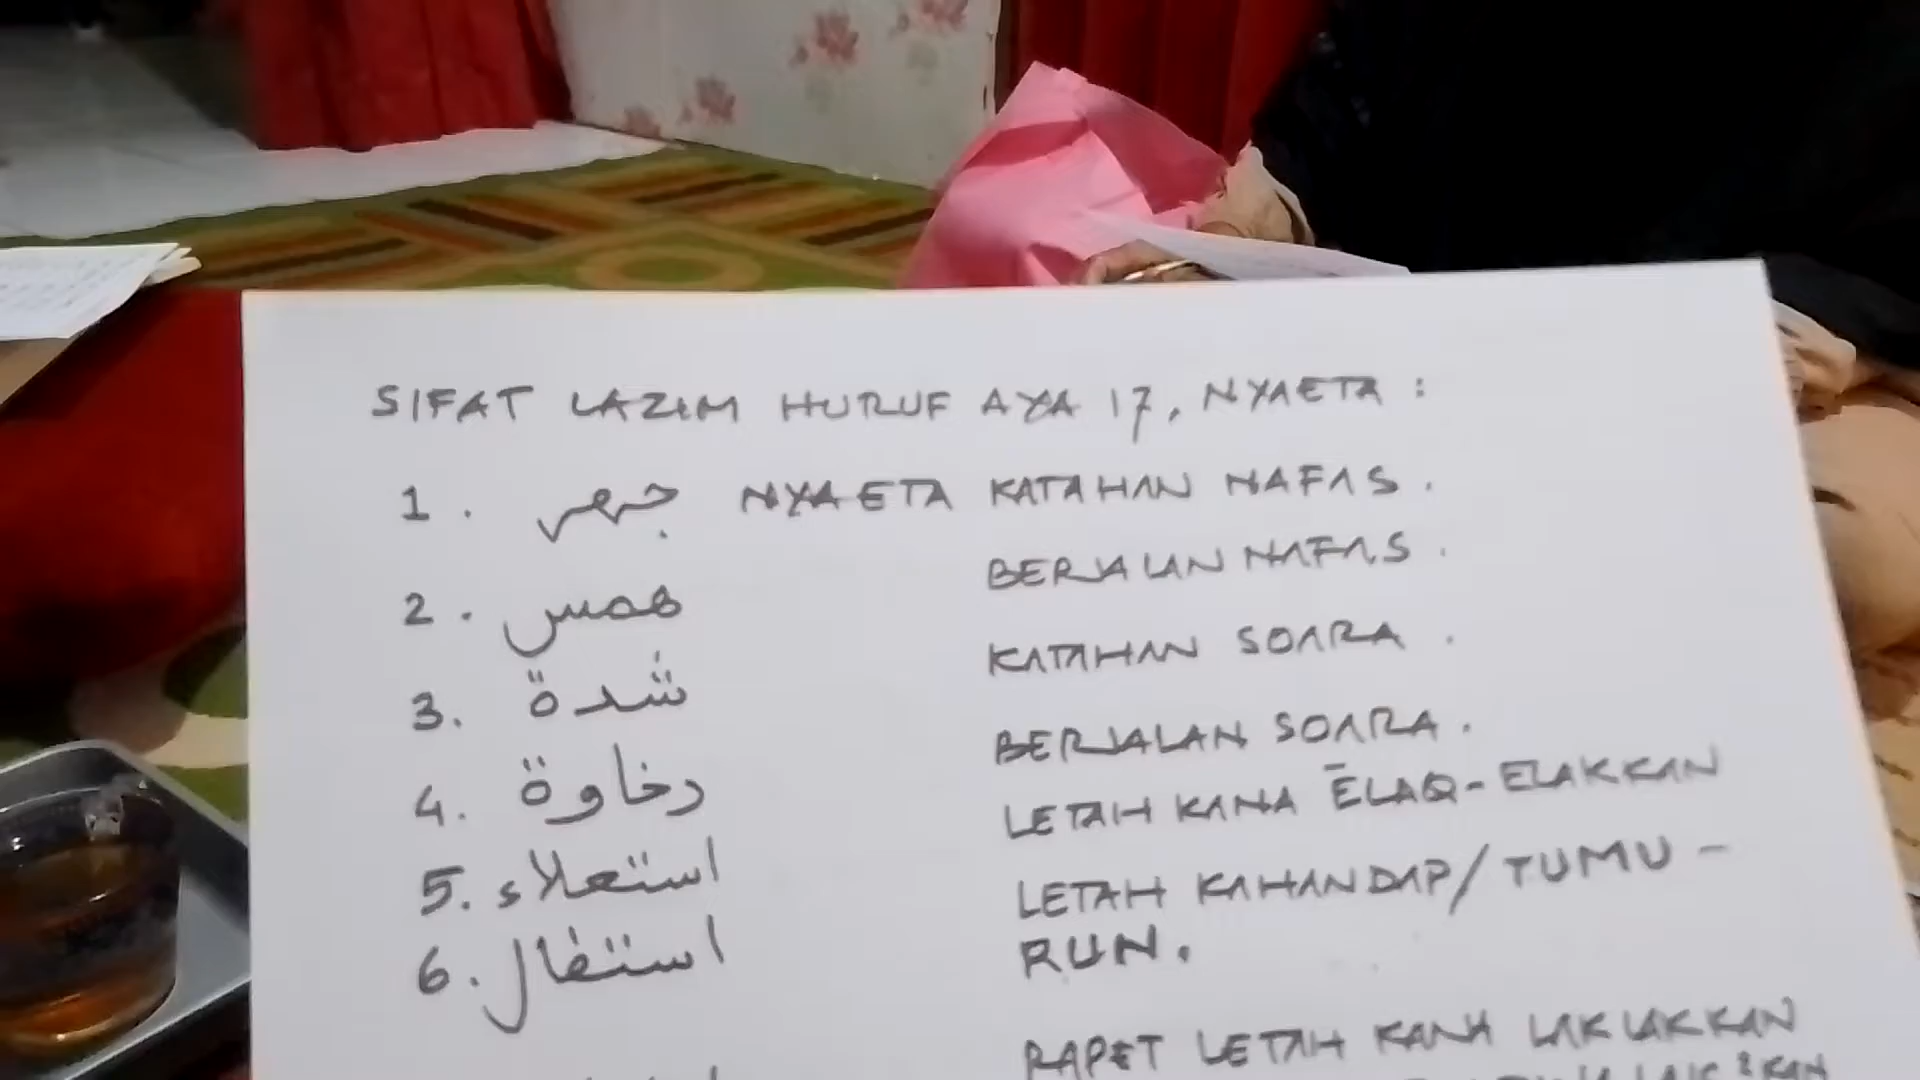 SIFAT LAZIM HURUF AYA 17, NYAETA :
1. جهر NYAETA KATAHAN NAFAS.
2. همس BERJALAN NAFAS.
3. شدة KATAHAN SOARA.
4. رخاوة BERJALAN SOARA.
5. استعلاء LETAH KANA ĒLAQ-ELAKKAN
6. استفال LETAH KAHANDAP/TUMU-
RUN.
RAPET LETAH KANA LAKLAKKAN